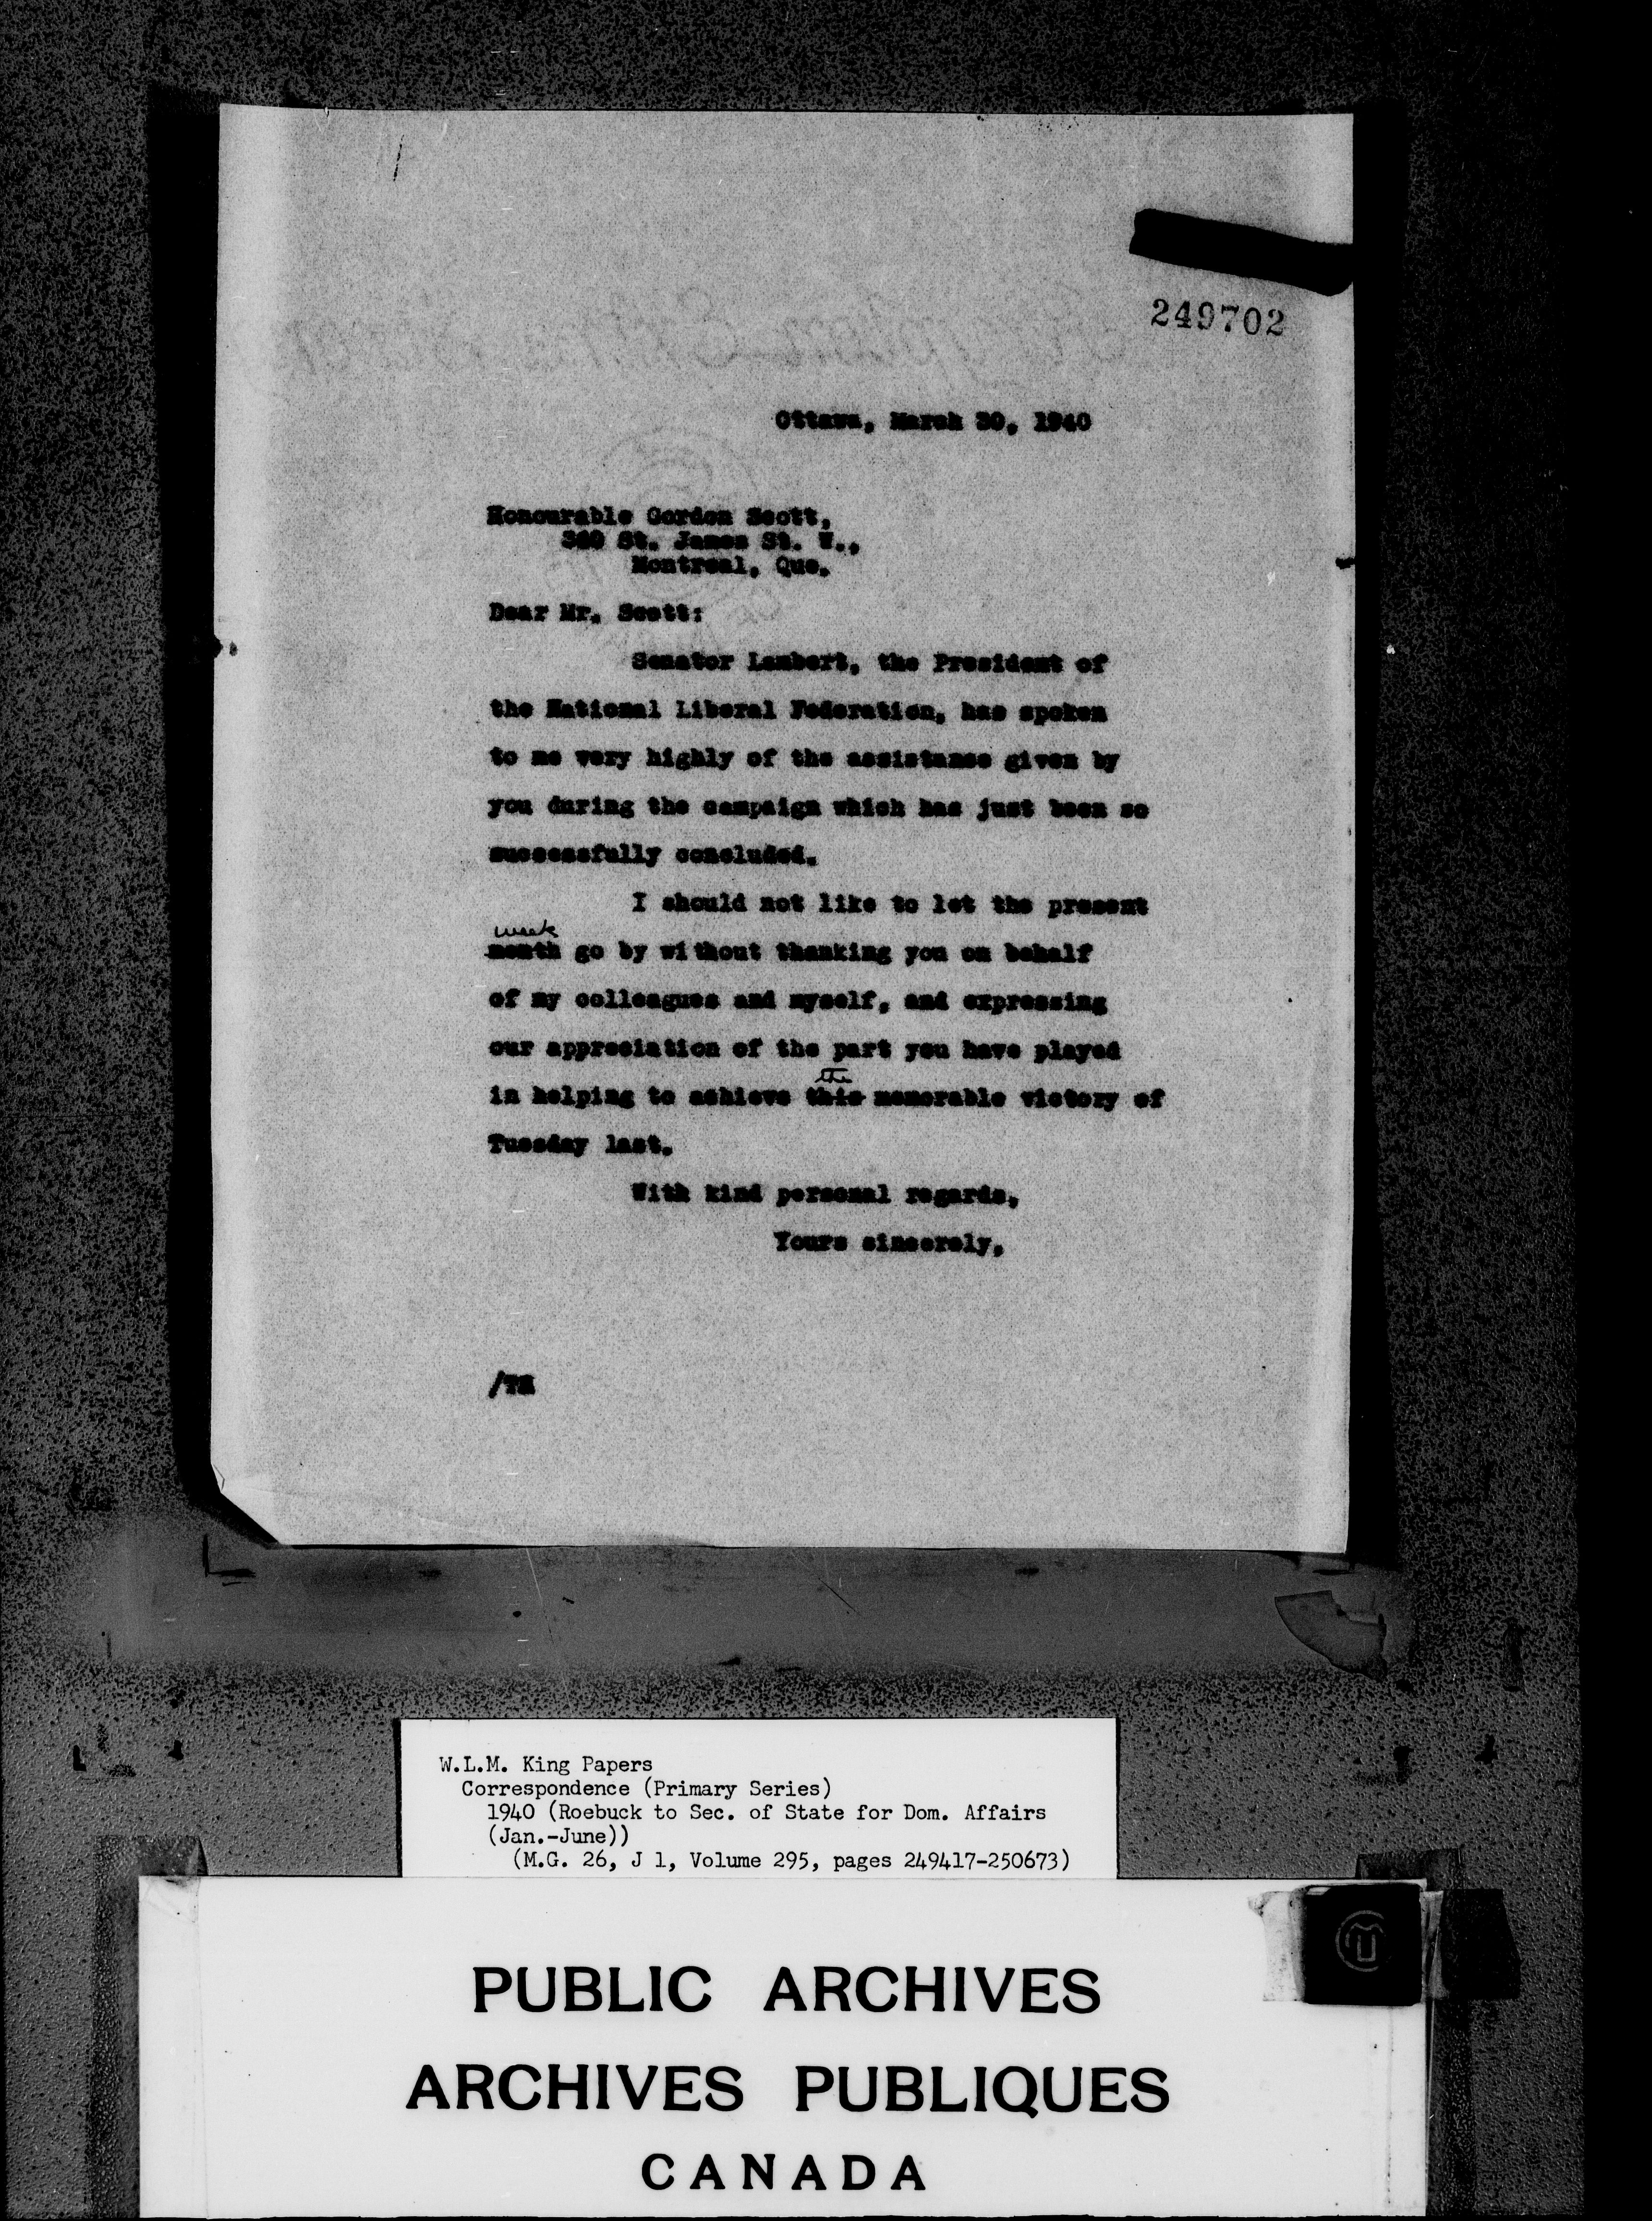 249702
Ottawa, March 30, 1940
Honourable Gordon Scott,
360 St. James St. W.,
Montreal, Que.
Dear Mr. Scott:
Senator Lambert, the President of
the National Liberal Federation, has spoken
to me very highly of the assistance given by
you during the campaign which has just been so
successfully concluded.
I should not like to let the present
week
month go by without thanking you on behalf
of my colleagues and myself, and expressing
our appreciation of the part you have played
the
in helping to achieve this memorable victory of
Tuesday last.
With kind personal regards,
Yours sincerely,
W.L.M. King Papers
Correspondence (Primary Series)
1940 (Roebuck to Sec. of State for Dom. Affairs
(Jan.-June))
(M.G. 26, J 1, Volume 295, pages 249417-250673)
PUBLIC ARCHIVES
ARCHIVES PUBLIQUES
CANADA